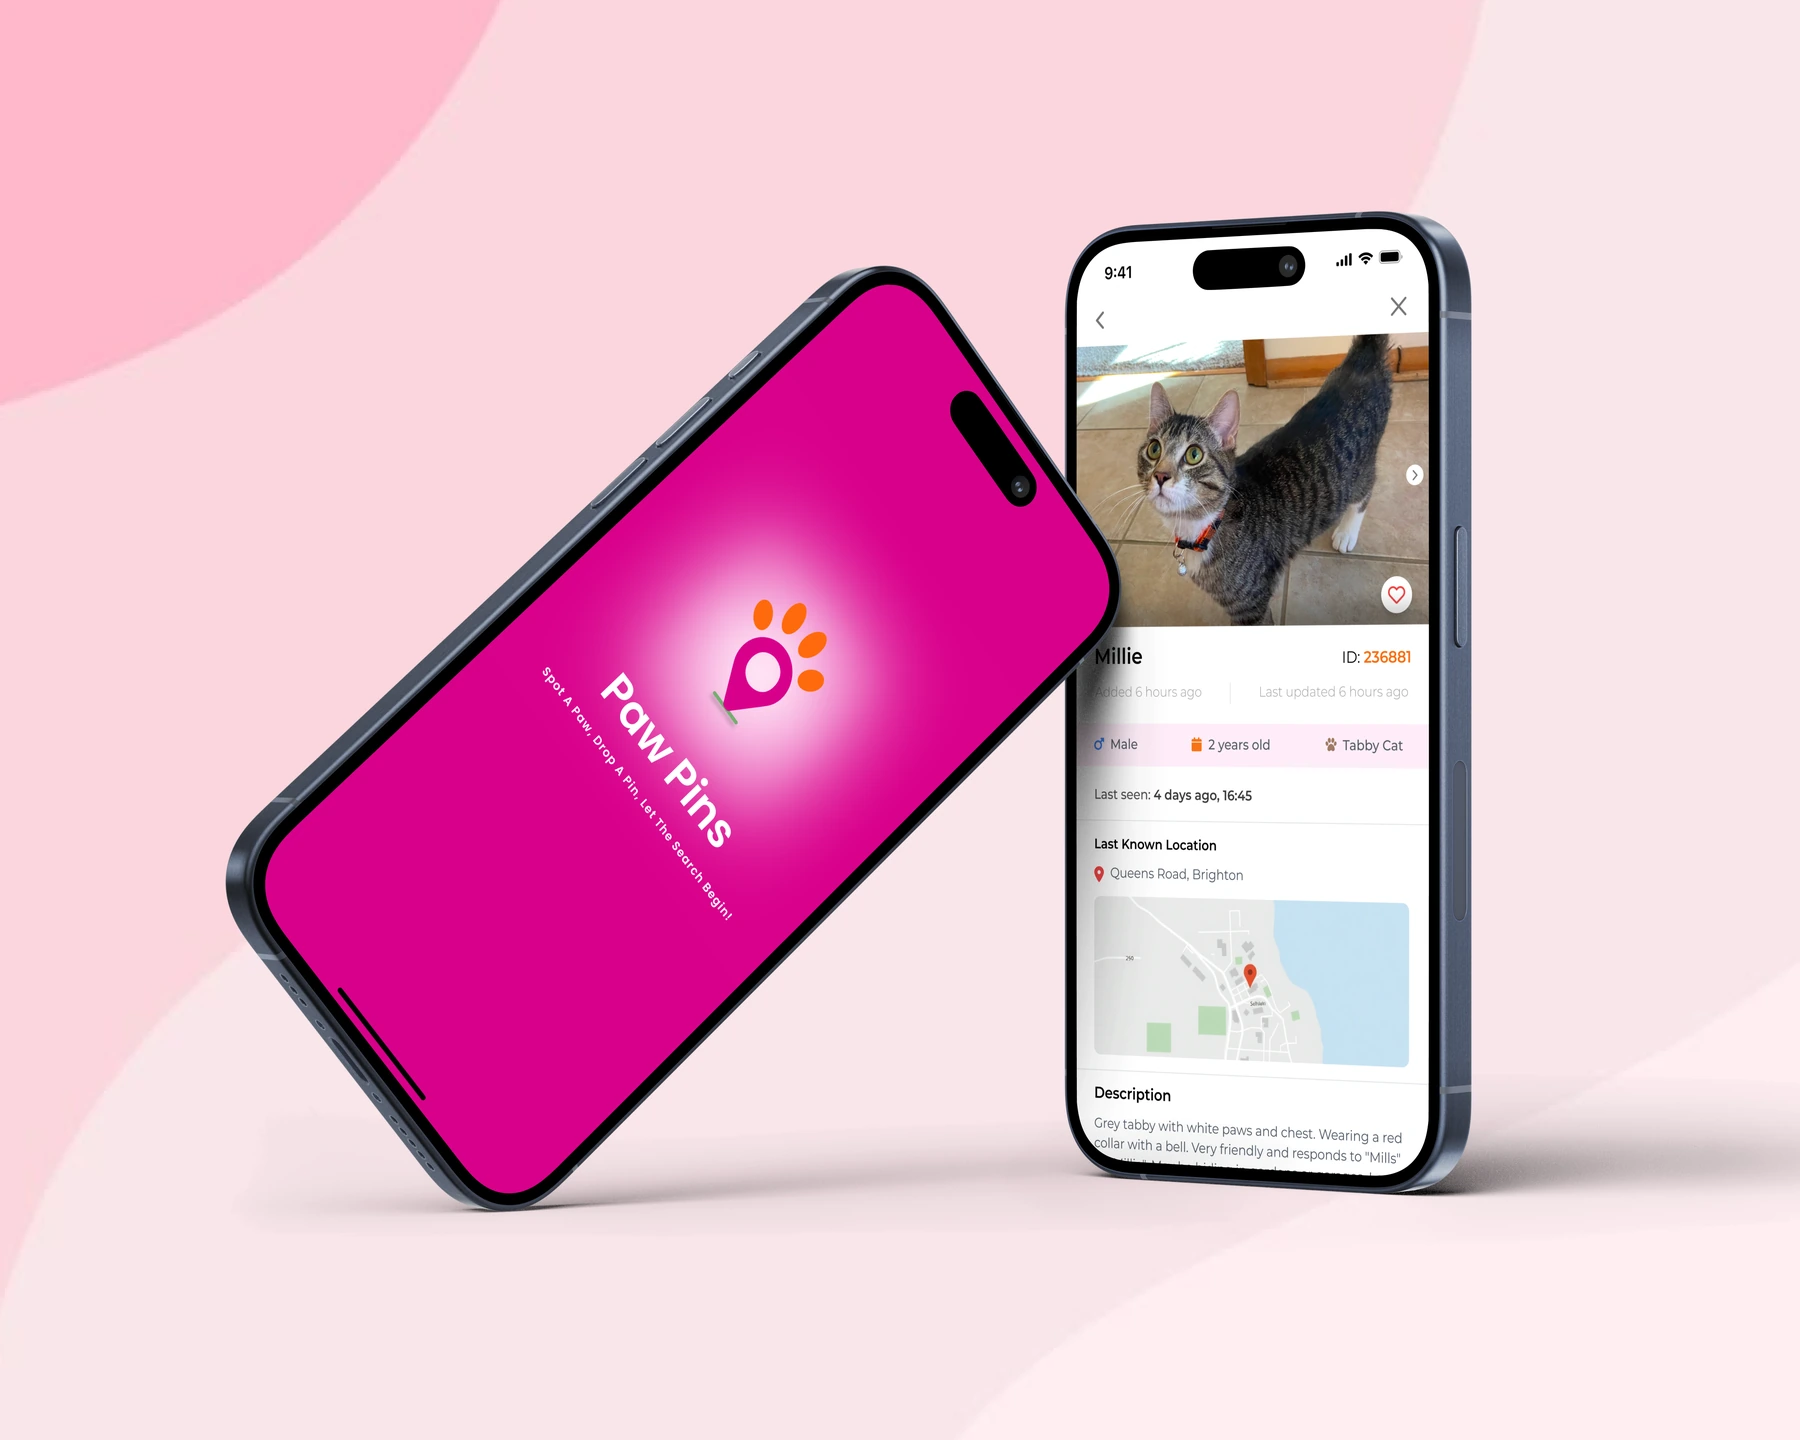 Paw Pins
Spot A Paw, Drop A Pin, Let The Search Begin!
9:41
Millie
ID: 236881
Added 6 hours ago
Last updated 6 hours ago
Male
2 years old
Tabby Cat
Last seen: 4 days ago, 16:45
Last Known Location
Queens Road, Brighton
250
Description
Grey tabby with white paws and chest. Wearing a red
collar with a bell. Very friendly and responds to "Mills"